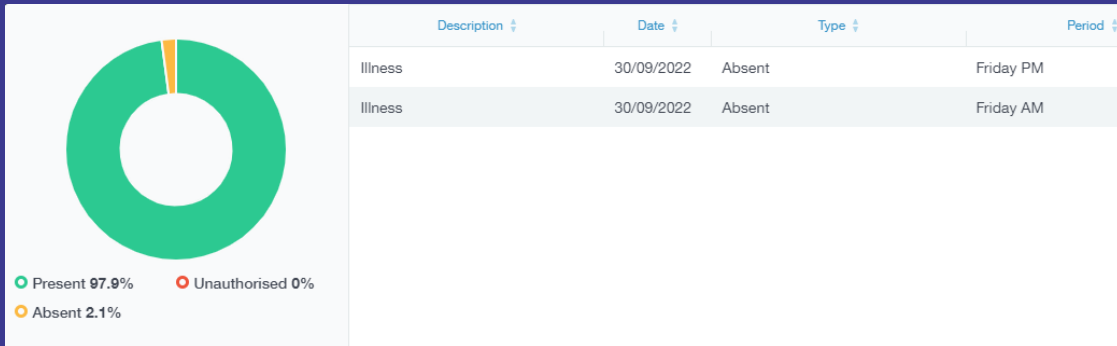 Description Date Type Period
Illness 30/09/2022 Absent Friday PM
Illness 30/09/2022 Absent Friday AM
Present 97.9% Unauthorised 0%
Absent 2.1%